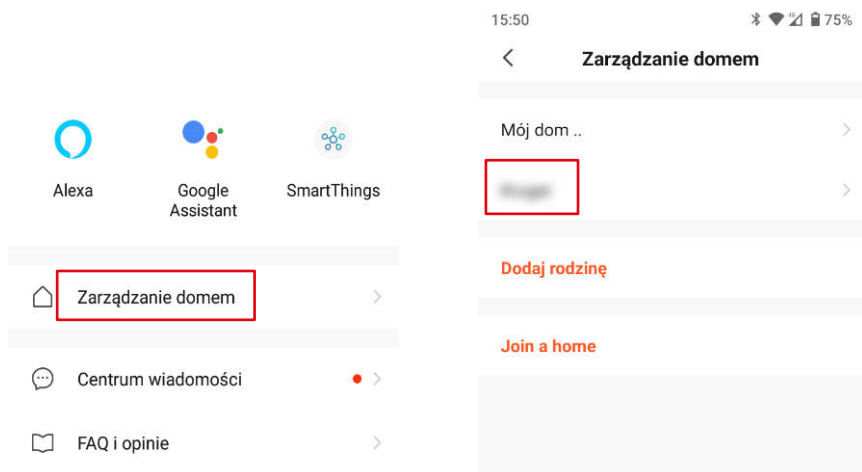 Alexa
Google
Assistant
SmartThings
Zarządzanie domem
Centrum wiadomości
FAQ i opinie
15:50
75%
Zarządzanie domem
Mój dom ..
Dodaj rodzinę
Join a home